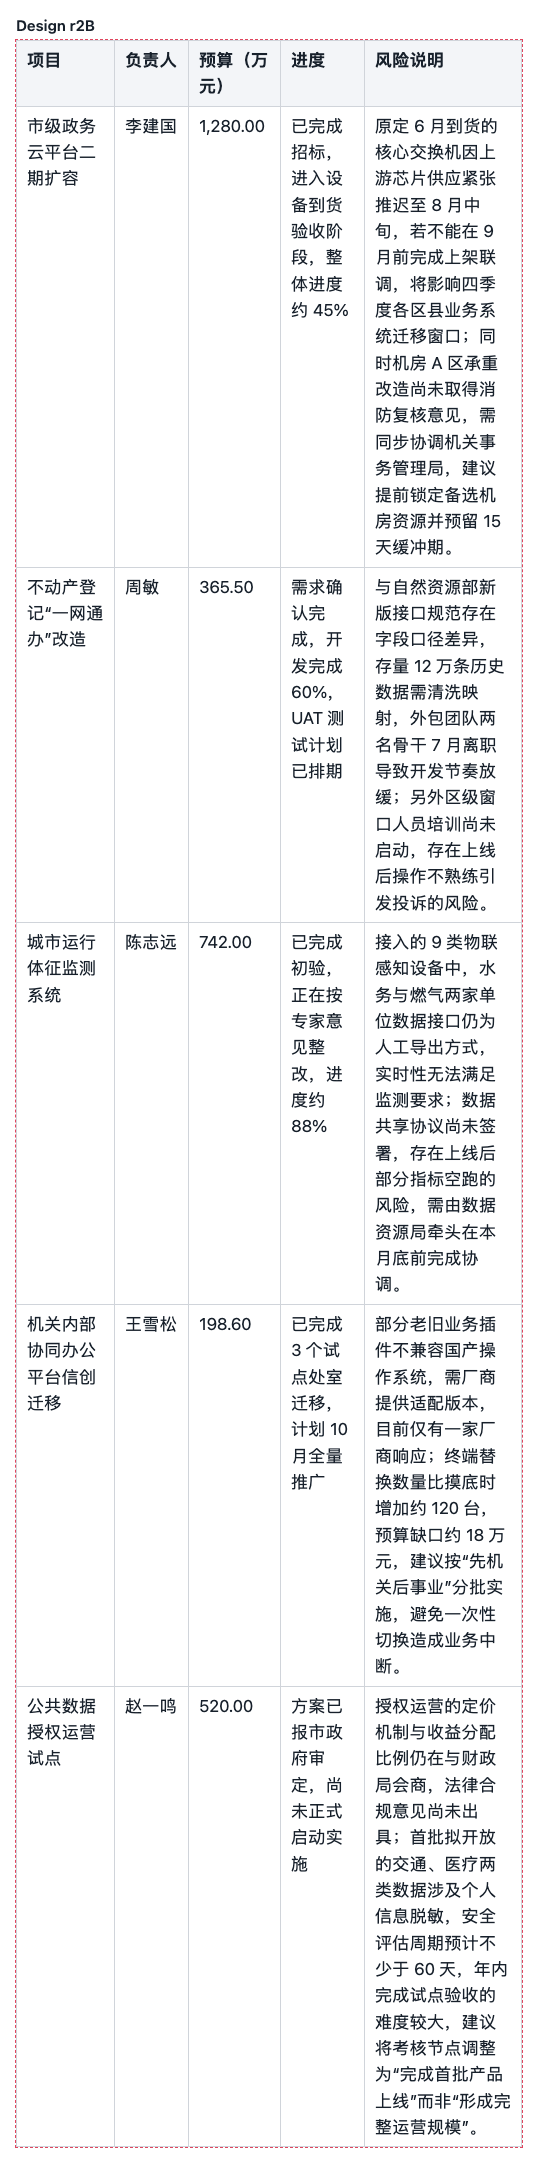 Design r2B
项目
负责人
预算（万
元）
进度
风险说明
市级政务
云平台二
期扩容
李建国
1,280.00
已完成
招标，
进入设
备到货
验收阶
段，整
体进度
约 45%
原定 6 月到货的
核心交换机因上
游芯片供应紧张
推迟至 8 月中
旬，若不能在 9
月前完成上架联
调，将影响四季
度各区县业务系
统迁移窗口；同
时机房 A 区承重
改造尚未取得消
防复核意见，需
同步协调机关事
务管理局，建议
提前锁定备选机
房资源并预留 15
天缓冲期。
不动产登
记“一网通
办”改造
周敏
365.50
需求确
认完
成，开
发完成
60%，
UAT 测
试计划
已排期
与自然资源部新
版接口规范存在
字段口径差异，
存量 12 万条历史
数据需清洗映
射，外包团队两
名骨干 7 月离职
导致开发节奏放
缓；另外区级窗
口人员培训尚未
启动，存在上线
后操作不熟练引
发投诉的风险。
城市运行
体征监测
系统
陈志远
742.00
已完成
初验，
正在按
专家意
见整
改，进
度约
88%
接入的 9 类物联
感知设备中，水
务与燃气两家单
位数据接口仍为
人工导出方式，
实时性无法满足
监测要求；数据
共享协议尚未签
署，存在上线后
部分指标空跑的
风险，需由数据
资源局牵头在本
月底前完成协
调。
机关内部
协同办公
平台信创
迁移
王雪松
198.60
已完成
3 个试
点处室
迁移，
计划 10
月全量
推广
部分老旧业务插
件不兼容国产操
作系统，需厂商
提供适配版本，
目前仅有一家厂
商响应；终端替
换数量比摸底时
增加约 120 台，
预算缺口约 18 万
元，建议按“先机
关后事业”分批实
施，避免一次性
切换造成业务中
断。
公共数据
授权运营
试点
赵一鸣
520.00
方案已
报市政
府审
定，尚
未正式
启动实
施
授权运营的定价
机制与收益分配
比例仍在与财政
局会商，法律合
规意见尚未出
具；首批拟开放
的交通、医疗两
类数据涉及个人
信息脱敏，安全
评估周期预计不
少于 60 天，年内
完成试点验收的
难度较大，建议
将考核节点调整
为“完成首批产品
上线”而非“形成完
整运营规模”。